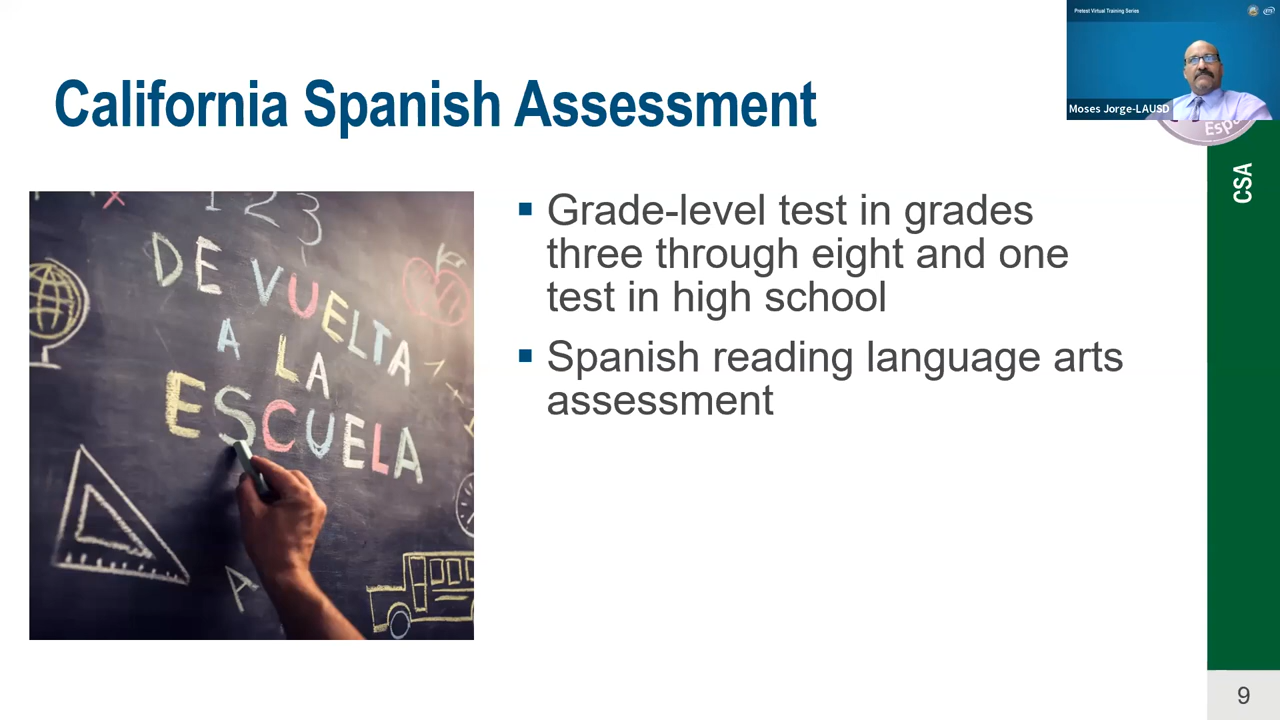 Pretest Virtual Training Series
Moses Jorge-LAUSD
California Spanish Assessment
CSA
123
DE VUELTA
A LA
ESCUELA
A
▪ Grade-level test in grades
three through eight and one
test in high school
▪ Spanish reading language arts
assessment
9